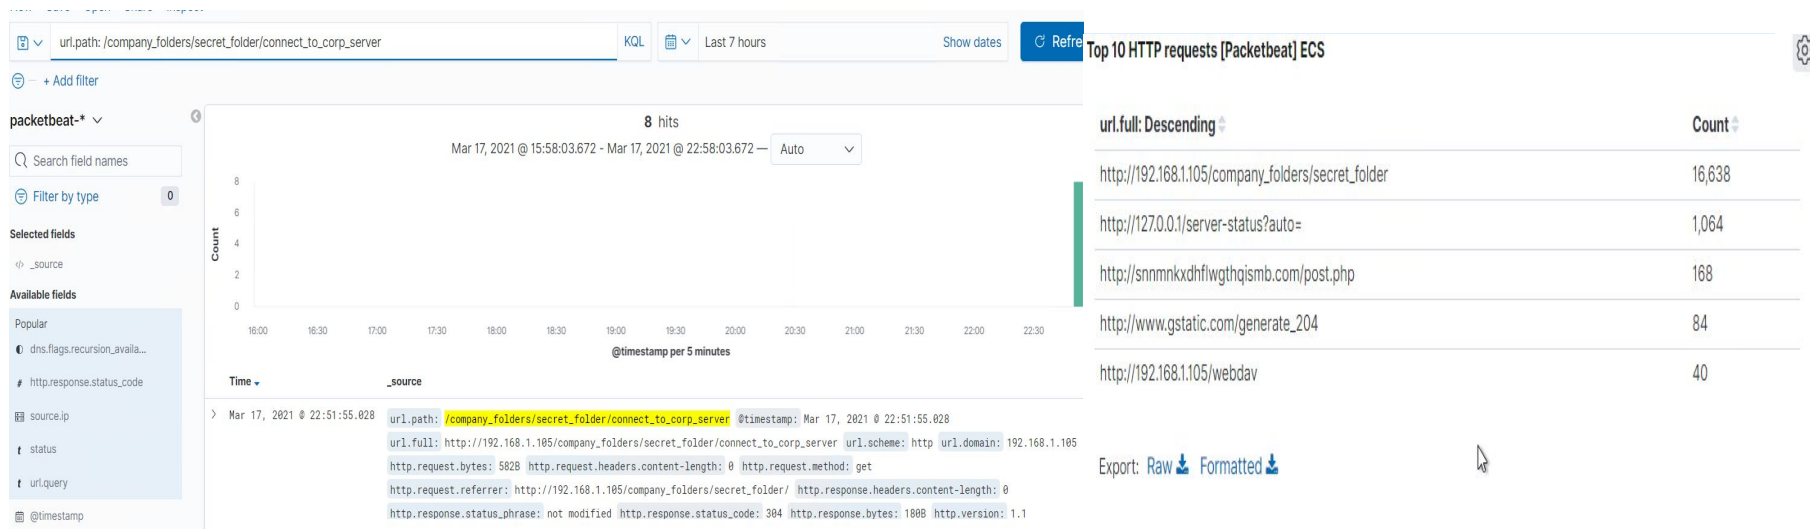 url.path: /company_folders/secret_folder/connect_to_corp_server
KQL
Last 7 hours
Show dates
Refre
+ Add filter
packetbeat-*
Search field names
Filter by type
0
Selected fields
_source
Available fields
Popular
dns.flags.recursion_availa...
http.response.status_code
source.ip
status
url.query
@timestamp
8 hits
Mar 17, 2021 @ 15:58:03.672 - Mar 17, 2021 @ 22:58:03.672 —
Auto
Count
8
6
4
2
0
16:00 16:30 17:00 17:30 18:00 18:30 19:00 19:30 20:00 20:30 21:00 21:30 22:00 22:30
@timestamp per 5 minutes
Time _source
Mar 17, 2021 @ 22:51:55.028
url.path: /company_folders/secret_folder/connect_to_corp_server @timestamp: Mar 17, 2021 @ 22:51:55.028
url.full: http://192.168.1.105/company_folders/secret_folder/connect_to_corp_server url.scheme: http url.domain: 192.168.1.105
http.request.bytes: 582B http.request.headers.content-length: 0 http.request.method: get
http.request.referrer: http://192.168.1.105/company_folders/secret_folder/ http.response.headers.content-length: 0
http.response.status_phrase: not modified http.response.status_code: 304 http.response.bytes: 180B http.version: 1.1
Top 10 HTTP requests [Packetbeat] ECS
url.full: Descending Count
http://192.168.1.105/company_folders/secret_folder 16,638
http://127.0.0.1/server-status?auto= 1,064
http://snnmnkxdhflwgthqismb.com/post.php 168
http://www.gstatic.com/generate_204 84
http://192.168.1.105/webdav 40
Export: Raw Formatted